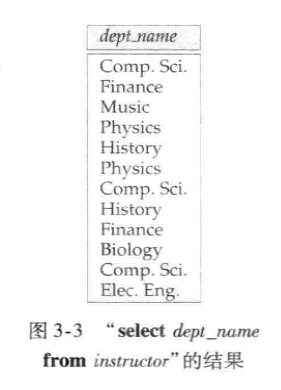 dept_name
Comp. Sci.
Finance
Music
Physics
History
Physics
Comp. Sci.
History
Finance
Biology
Comp. Sci.
Elec. Eng.
图 3-3 “select dept_name
from instructor”的结果